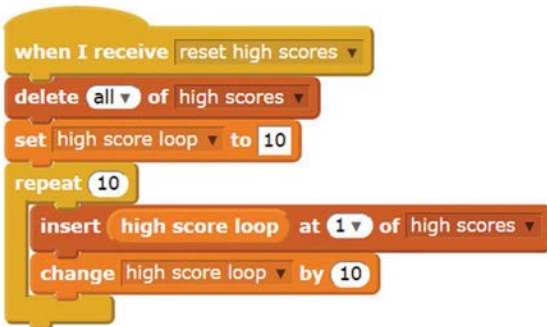 when I receive reset high scores
delete all of high scores
set high score loop to 10
repeat 10
insert high score loop at 1 of high scores
change high score loop by 10